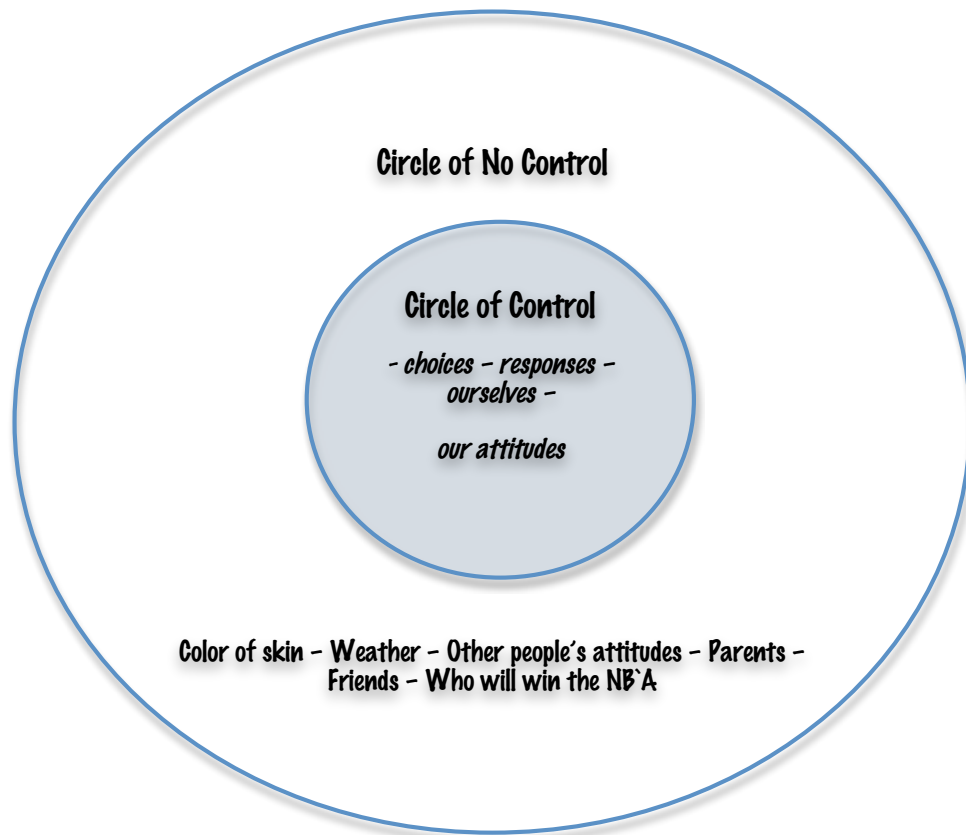 Circle of No Control
Circle of Control
- choices – responses –
ourselves –
our attitudes
Color of skin – Weather – Other people’s attitudes – Parents –
Friends – Who will win the NB`A